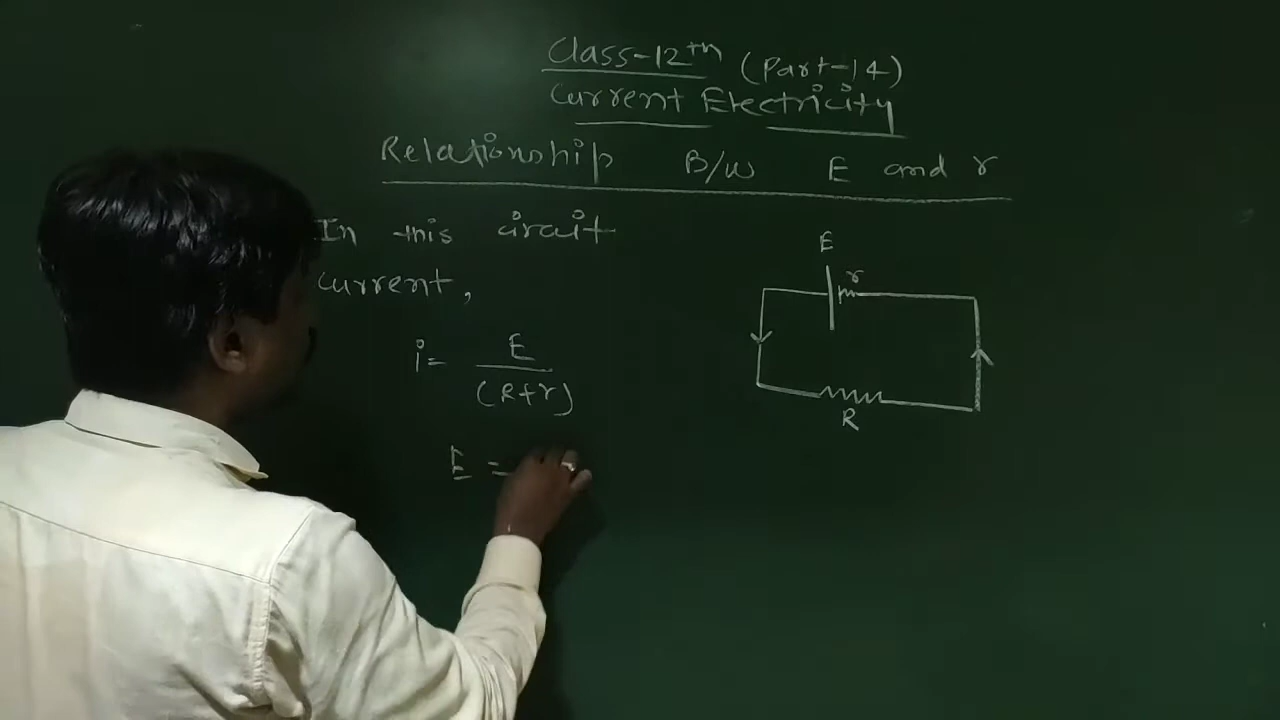 Class-12th (Part-14)
Current Electricity
Relationship B/W E and r
In this circuit
current,
i= E
(R+r)
E =
E
r
R